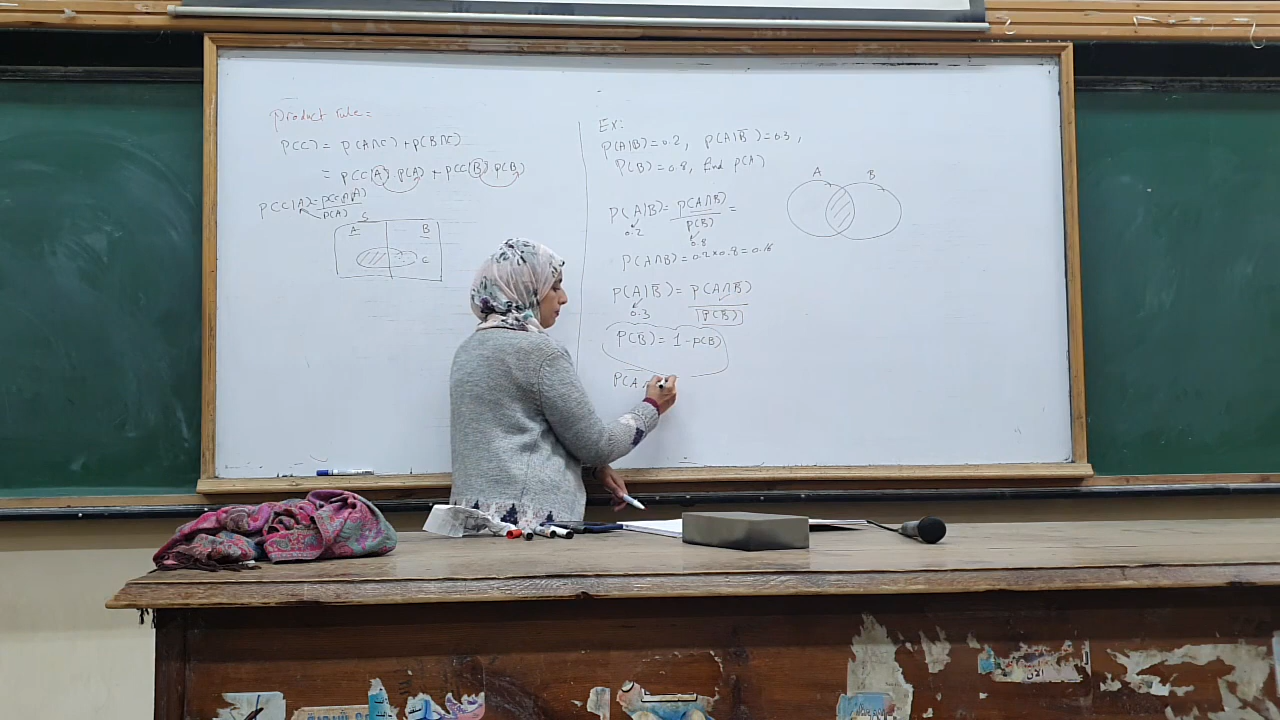 Product rule:
P(C) = P(A∩C) + P(B∩C)
= P(C|A) P(A) + P(C|B) P(B)
P(C|A) = P(C∩A)
P(A)
S
A B
C
Ex:
P(A|B) = 0.2, P(A|B̅) = 0.3,
P(B) = 0.8, find P(A)
A B
P(A|B) = P(A∩B) =
P(B)
0.2
0.8
P(A∩B) = 0.2×0.8 = 0.16
P(A|B̅) = P(A∩B̅)
P(B̅)
0.3
P(B̅) = 1 - P(B)
P(A ∩
الآن